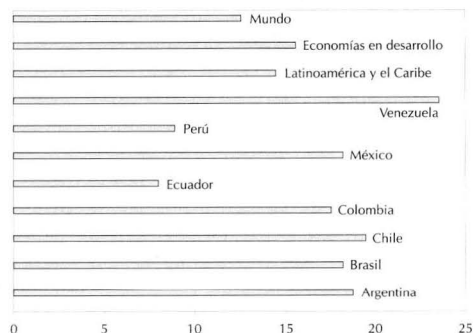 Mundo
Economías en desarrollo
Latinoamérica y el Caribe
Venezuela
Perú
México
Ecuador
Colombia
Chile
Brasil
Argentina
0 5 10 15 20 25